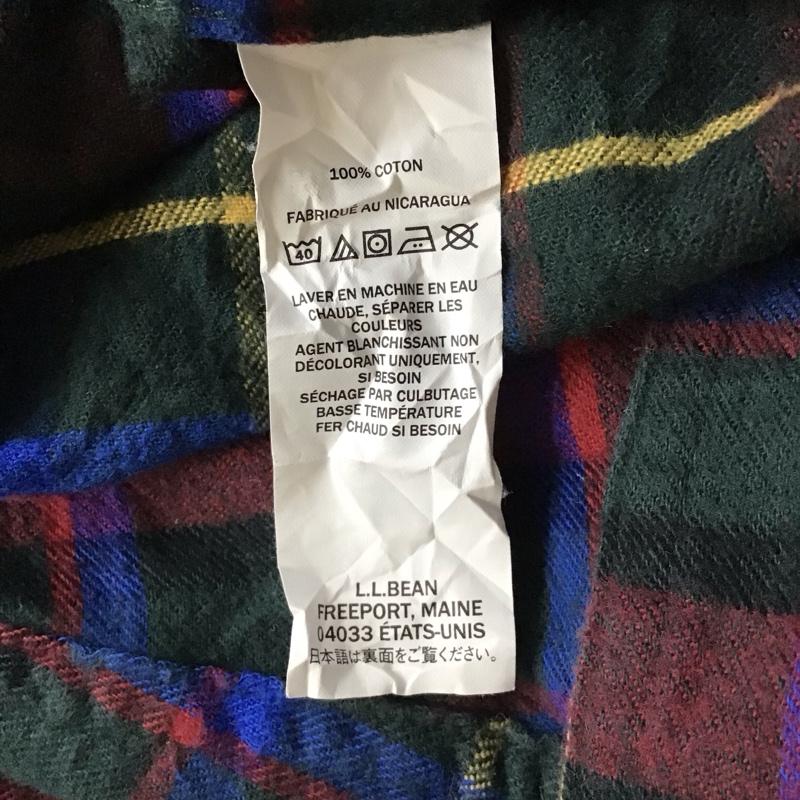 100% COTON
FABRIQUÉ AU NICARAGUA
40
LAVER EN MACHINE EN EAU
CHAUDE, SÉPARER LES
COULEURS
AGENT BLANCHISSANT NON
DÉCOLORANT UNIQUEMENT,
SI BESOIN
SÉCHAGE PAR CULBUTAGE
BASSE TEMPÉRATURE
FER CHAUD SI BESOIN
L.L.BEAN
FREEPORT, MAINE
04033 ÉTATS-UNIS
日本語は裏面をご覧ください。